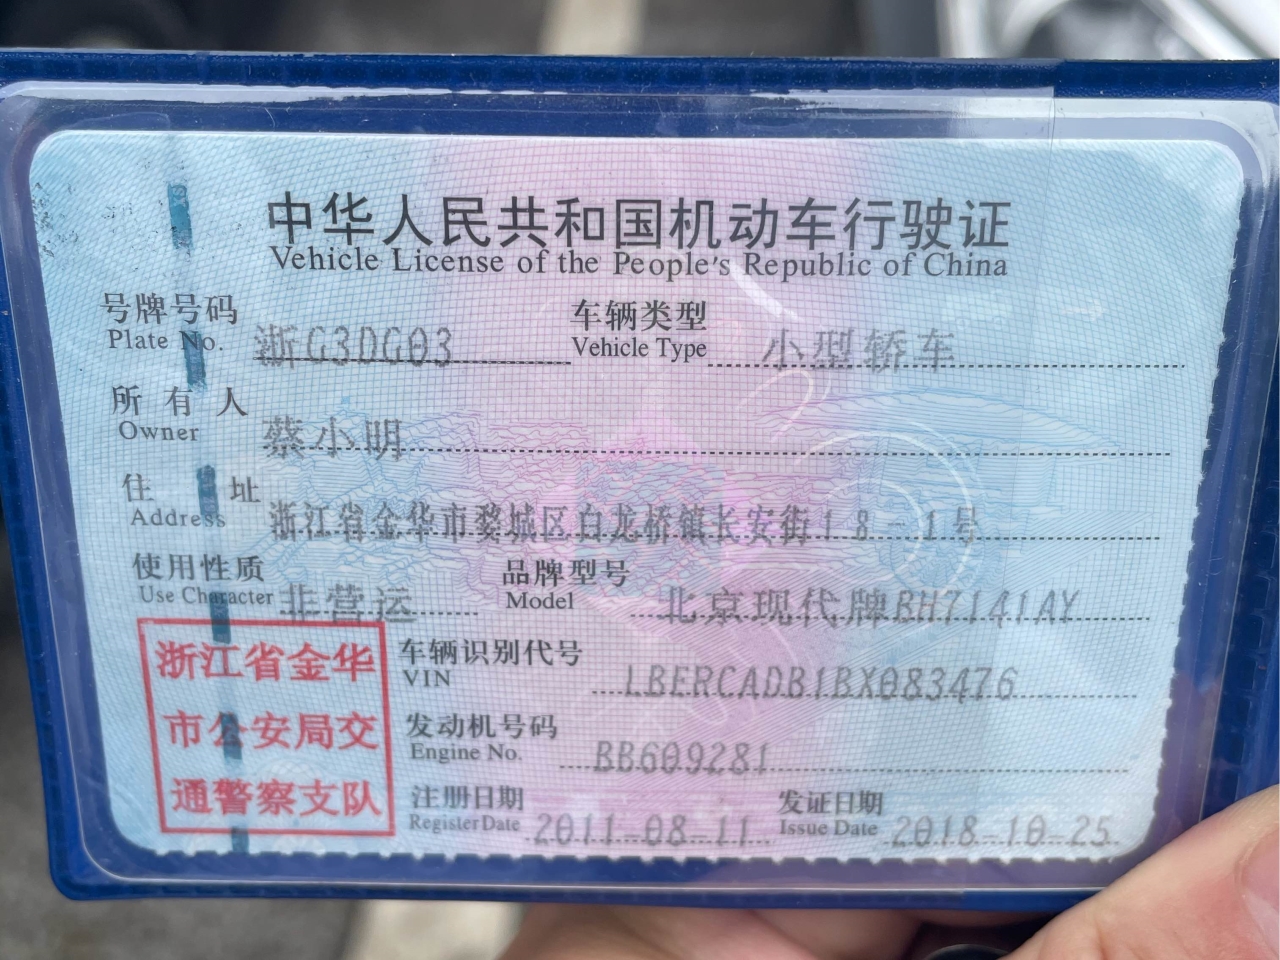 中华人民共和国机动车行驶证
Vehicle License of the People's Republic of China
号牌号码 浙G3DG03 车辆类型 小型轿车
Plate No. Vehicle Type
所有人 蔡小明
Owner
住址 浙江省金华市婺城区白龙桥镇长安街18-1号
Address
使用性质 非营运 品牌型号 北京现代牌BH7141AY
Use Character Model
浙江省金华
市公安局交
通警察支队
车辆识别代号 LBERCADB1BX083476
VIN
发动机号码 BB609281
Engine No.
注册日期 2011-08-11 发证日期 2018-10-25
Register Date Issue Date